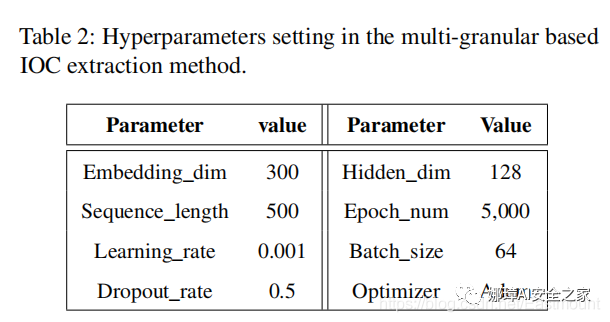 Table 2: Hyperparameters setting in the multi-granular based
IOC extraction method.
Parameter value Parameter Value
Embedding_dim 300 Hidden_dim 128
Sequence_length 500 Epoch_num 5,000
Learning_rate 0.001 Batch_size 64
Dropout_rate 0.5 Optimizer
娜璋AI安全之家